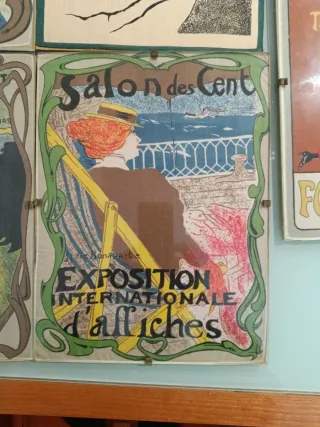 Salon des Cent
EXPOSITION
INTERNATIONALE
d'affiches